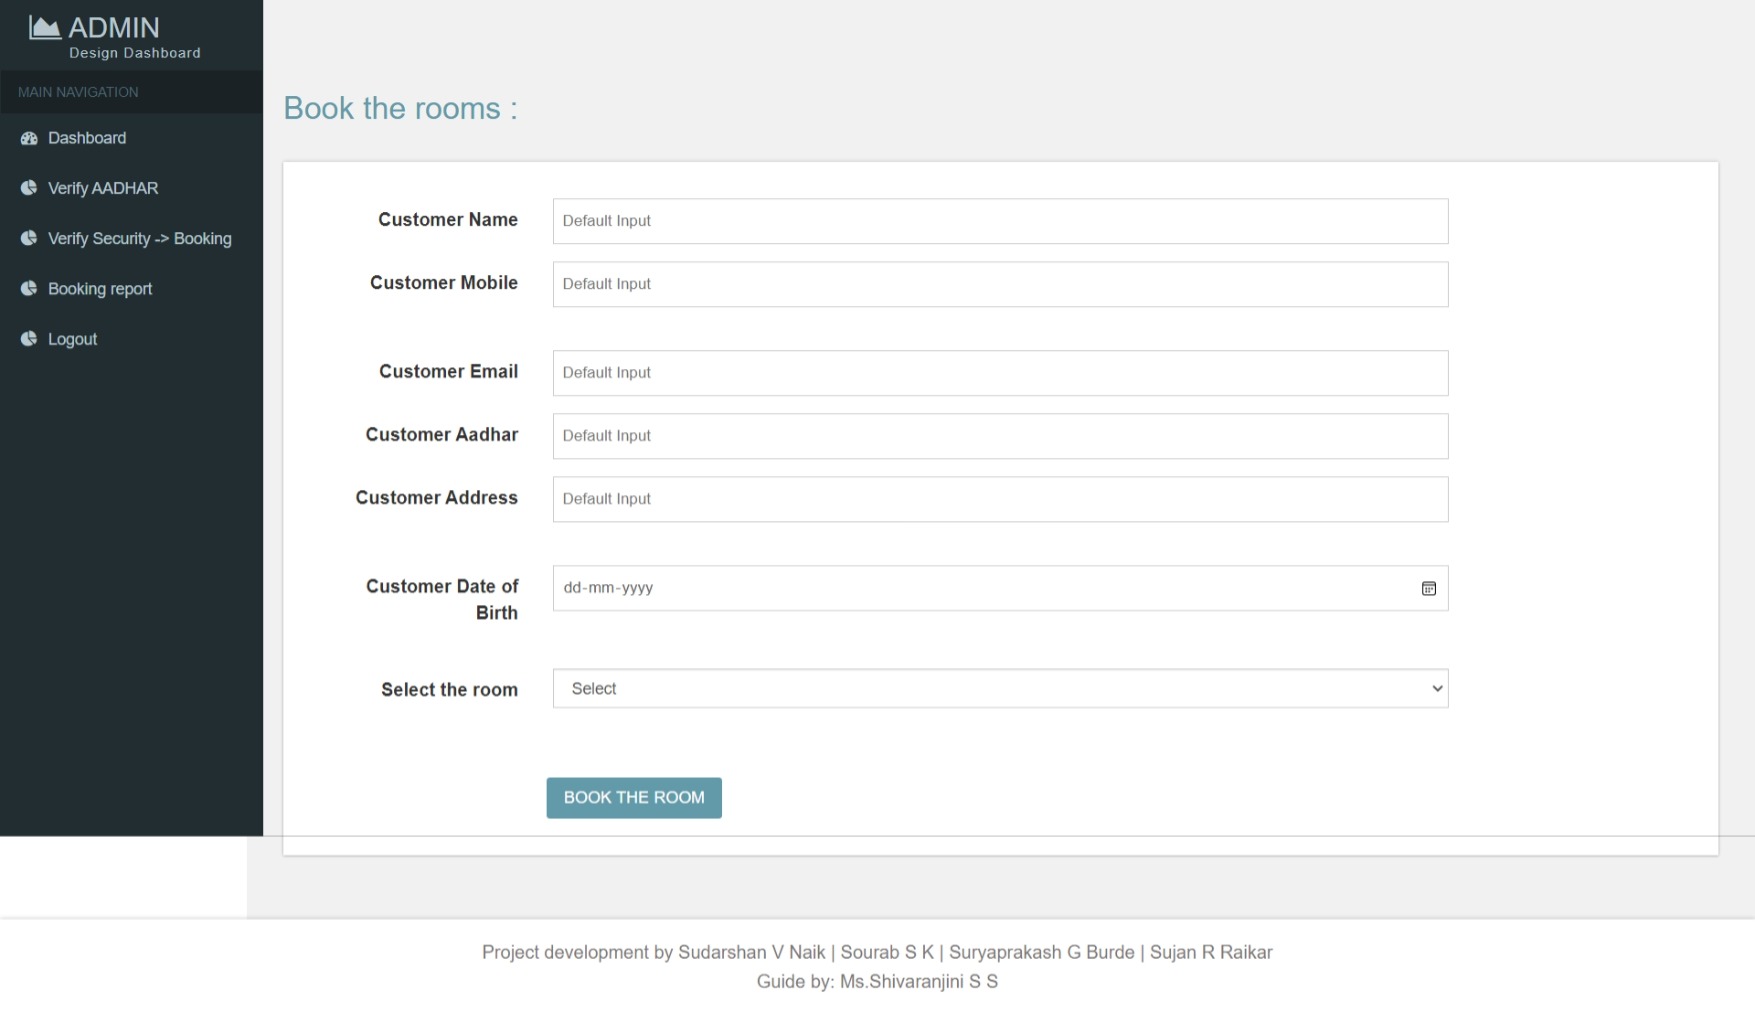 ADMIN
Design Dashboard
MAIN NAVIGATION
Dashboard
Verify AADHAR
Verify Security -> Booking
Booking report
Logout
Book the rooms :
Customer Name
Default Input
Customer Mobile
Default Input
Customer Email
Default Input
Customer Aadhar
Default Input
Customer Address
Default Input
Customer Date of
Birth
dd-mm-yyyy
Select the room
Select
BOOK THE ROOM
Project development by Sudarshan V Naik | Sourab S K | Suryaprakash G Burde | Sujan R Raikar
Guide by: Ms.Shivaranjini S S